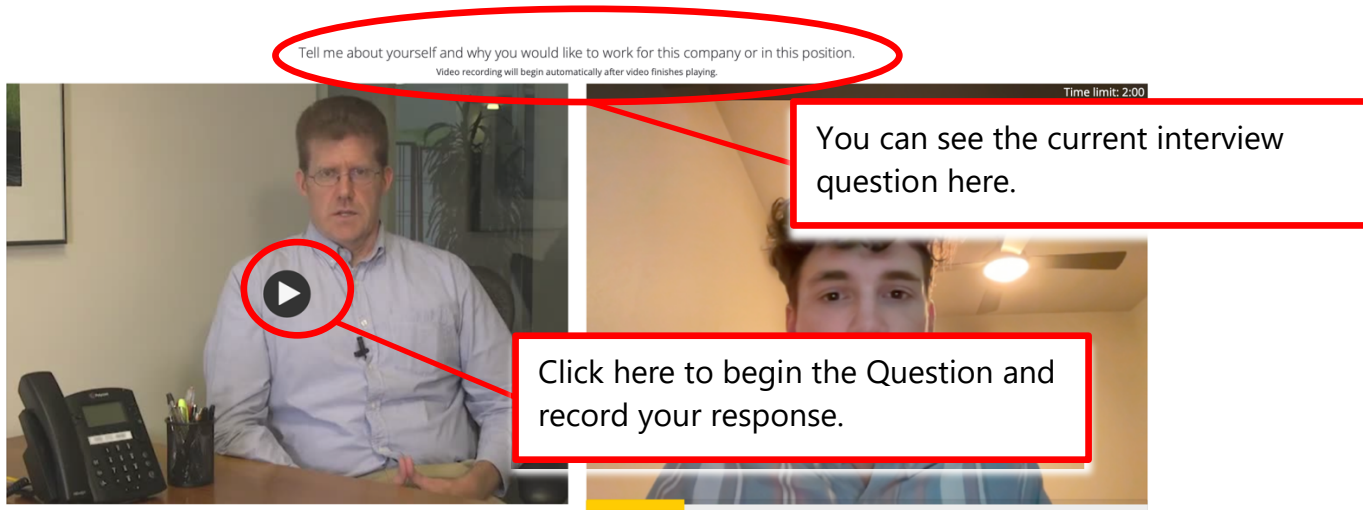 Tell me about yourself and why you would like to work for this company or in this position.
Video recording will begin automatically after video finishes playing.
Time limit: 2:00
You can see the current interview
question here.
Click here to begin the Question and
record your response.